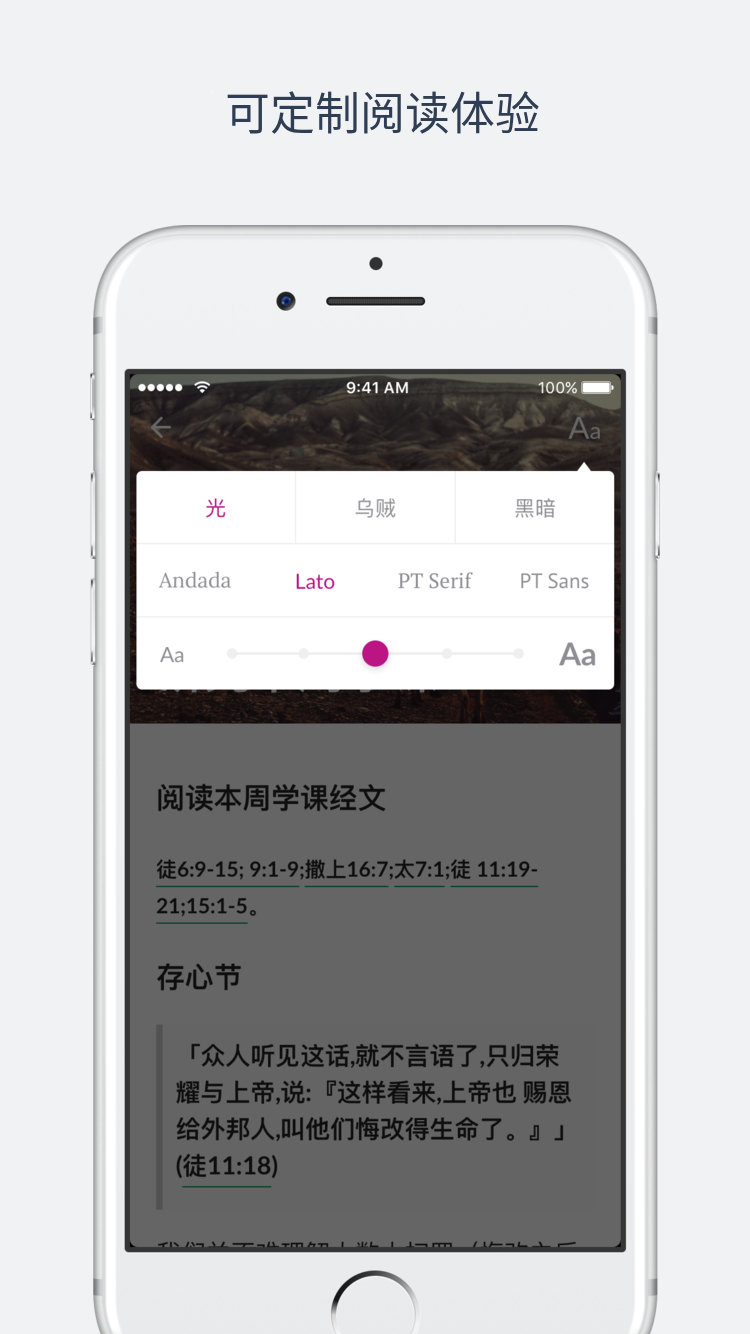 可定制阅读体验
9:41 AM
100%
Aa
光
乌贼
黑暗
Andada
Lato
PT Serif
PT Sans
Aa
Aa
阅读本周学课经文
徒6:9-15; 9:1-9;撒上16:7;太7:1;徒 11:19-
21;15:1-5。
存心节
「众人听见这话,就不言语了,只归荣
耀与上帝,说:『这样看来,上帝也 赐恩
给外邦人,叫他们悔改得生命了。』」
(徒11:18)